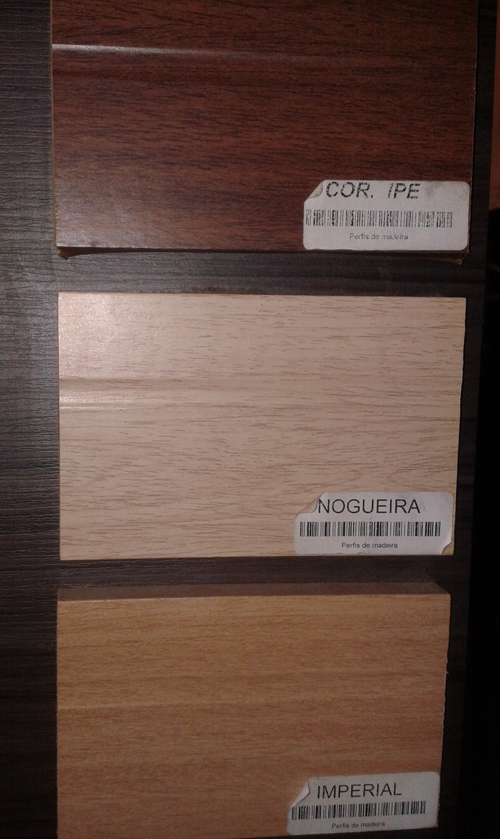 COR. IPE
Perfis de madeira
NOGUEIRA
Perfis de madeira
IMPERIAL
Perfis de madeira